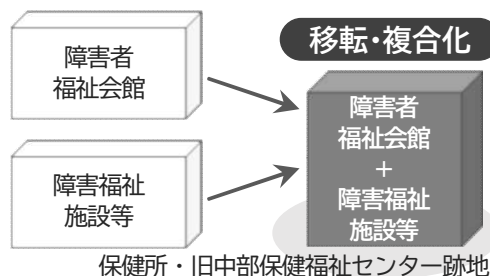 障害者
福祉会館
障害福祉
施設等
移転・複合化
障害者
福祉会館
+
障害福祉
施設等
保健所・旧中部保健福祉センター跡地